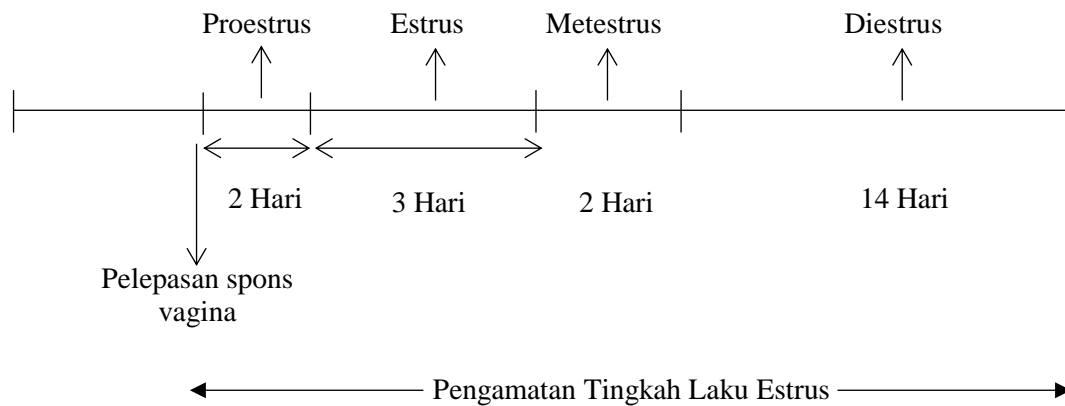 Proestrus Estrus Metestrus Diestrus
2 Hari 3 Hari 2 Hari 14 Hari
Pelepasan spons
vagina
Pengamatan Tingkah Laku Estrus